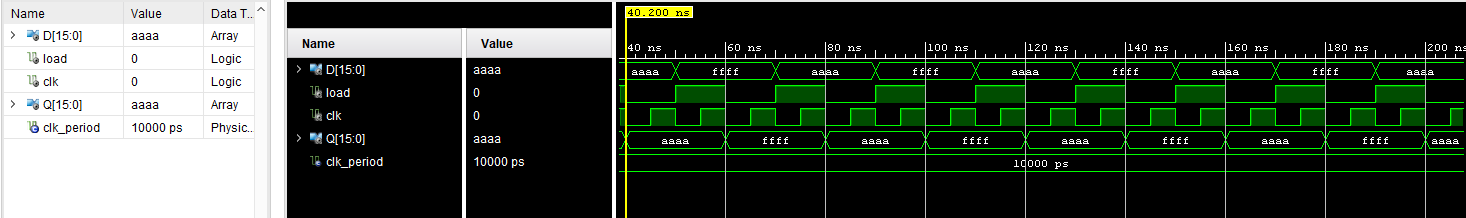 Name Value Data T...
D[15:0] aaaa Array
load 0 Logic
clk 0 Logic
Q[15:0] aaaa Array
clk_period 10000 ps Physic...
Name Value
D[15:0] aaaa
load 0
clk 0
Q[15:0] aaaa
clk_period 10000 ps
40.200 ns
40 ns 60 ns 80 ns 100 ns 120 ns 140 ns 160 ns 180 ns 200 ns
aaaa ffff aaaa ffff aaaa ffff aaaa ffff aaaa
aaaa ffff aaaa ffff aaaa ffff aaaa ffff aaaa
10000 ps